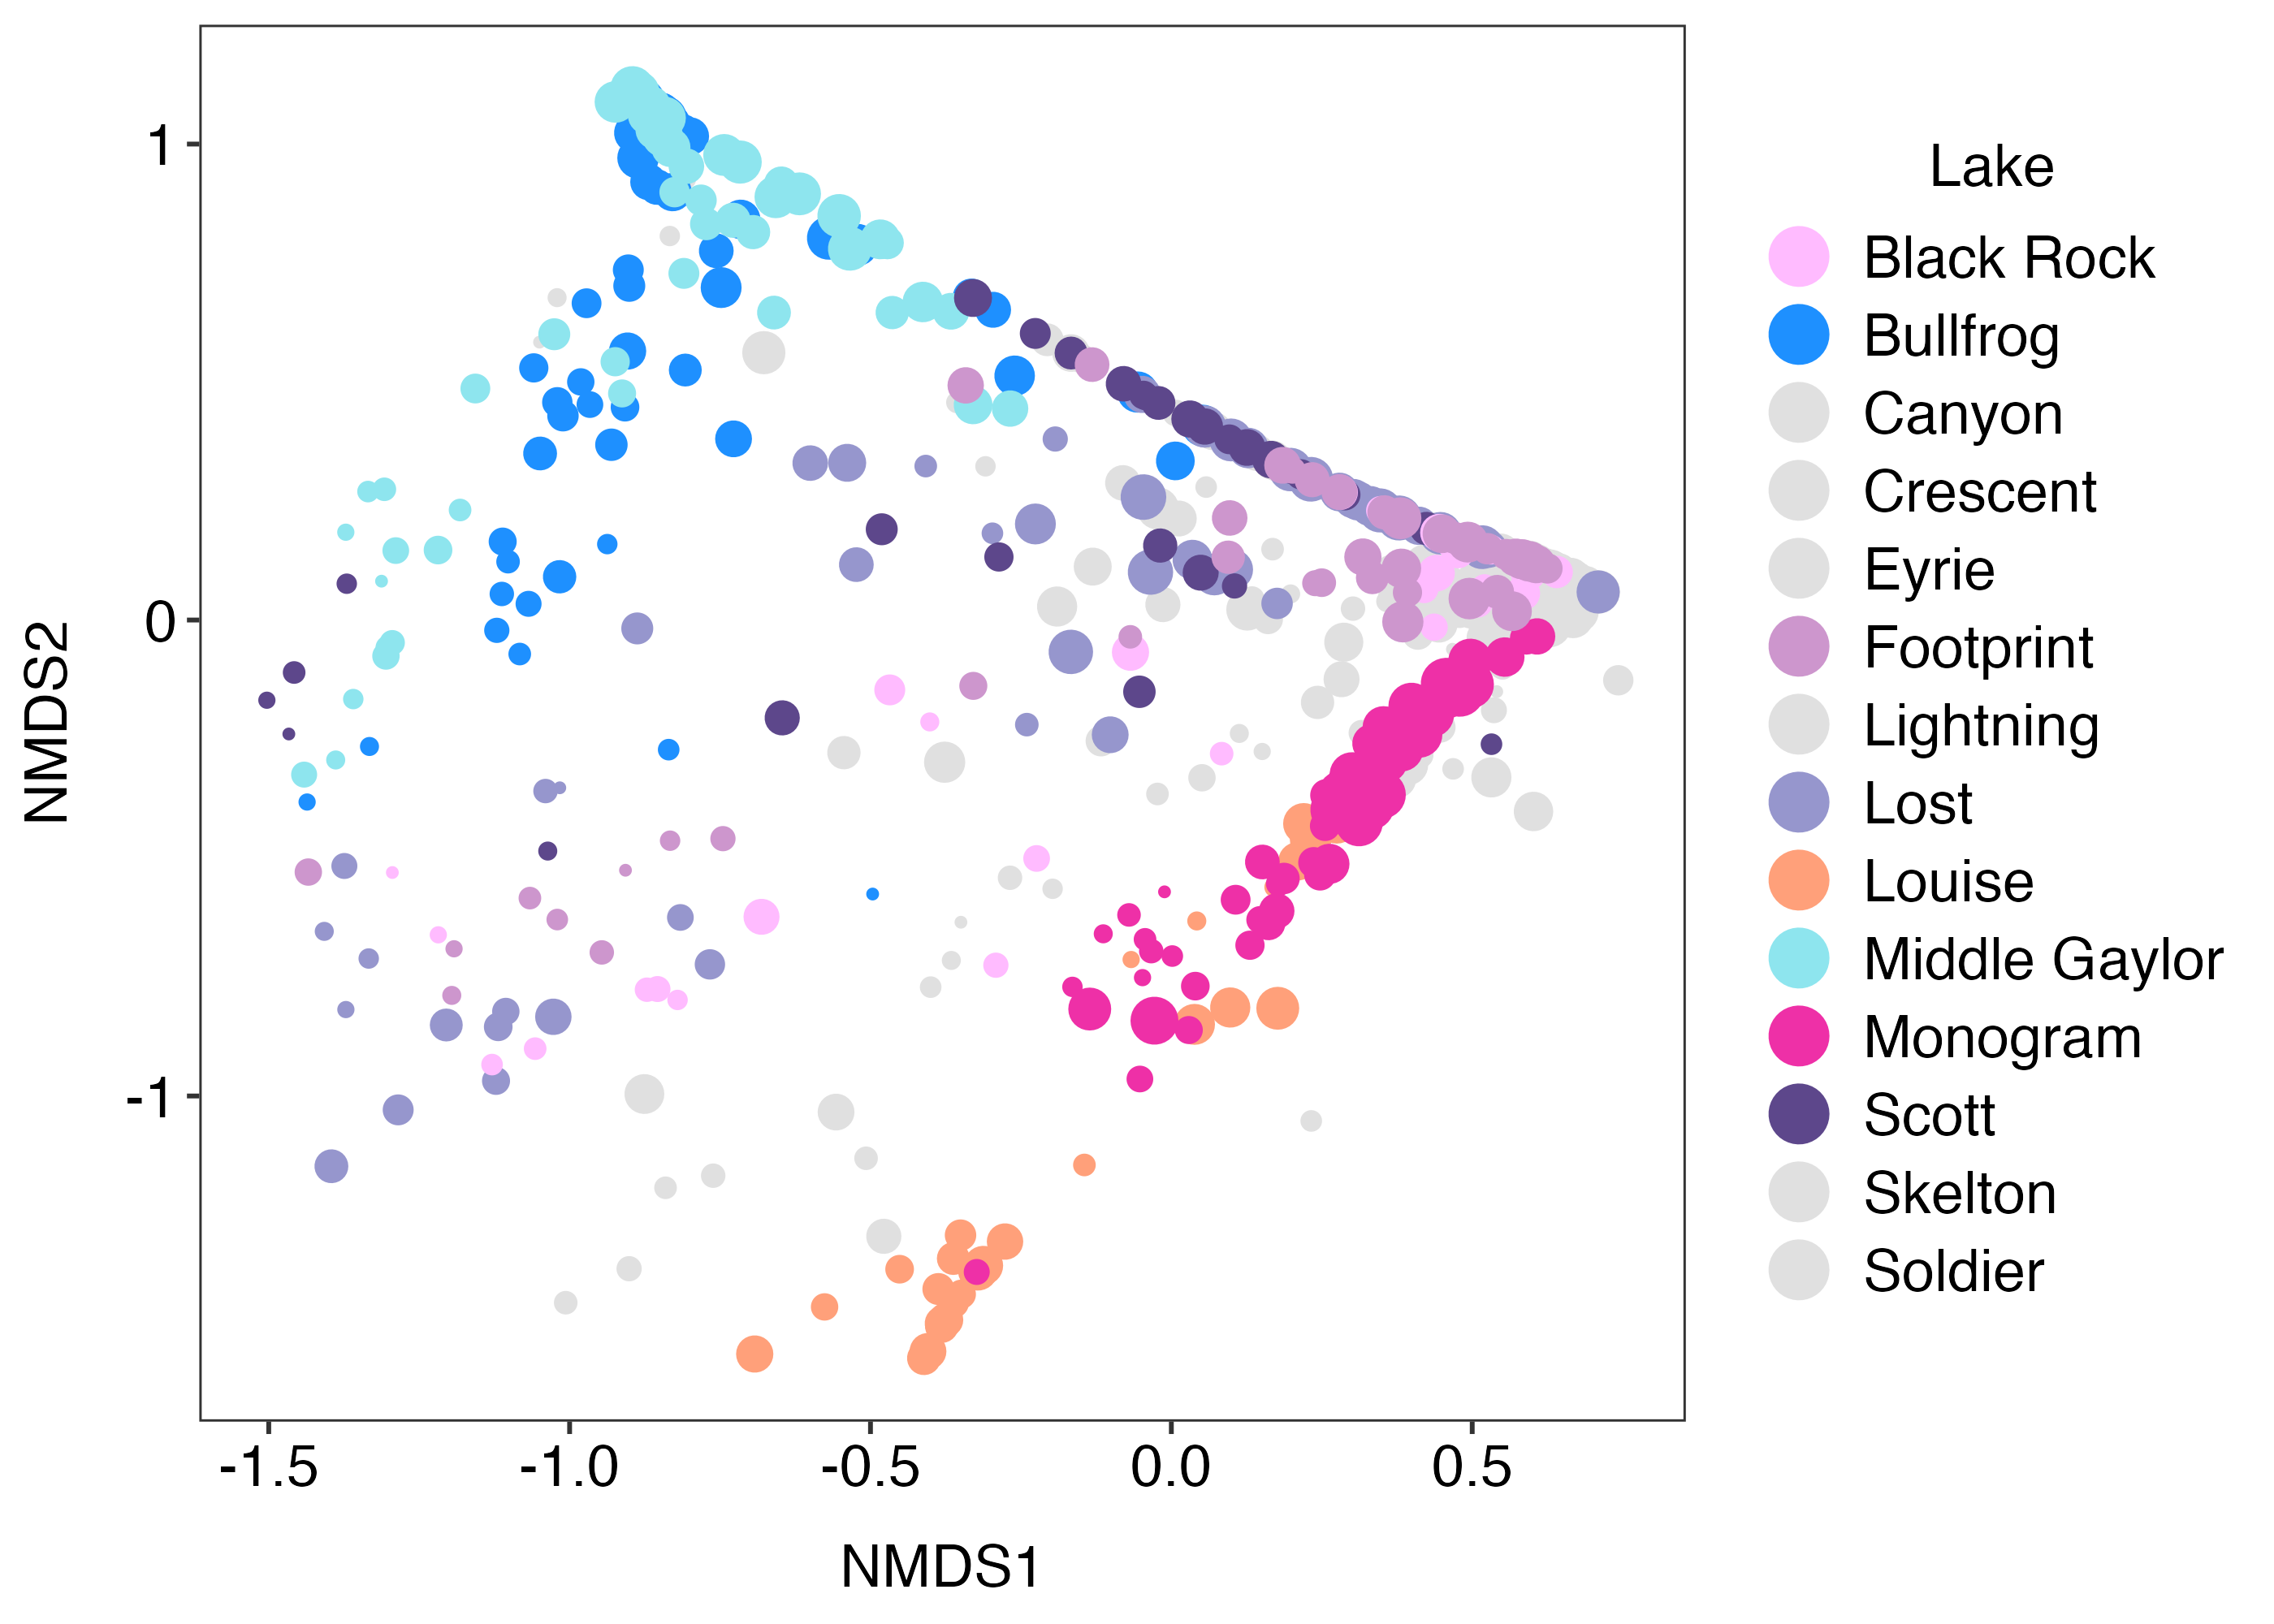 NMDS2
1
0
-1
-1.5 -1.0 -0.5 0.0 0.5
NMDS1
Lake
Black Rock
Bullfrog
Canyon
Crescent
Eyrie
Footprint
Lightning
Lost
Louise
Middle Gaylor
Monogram
Scott
Skelton
Soldier